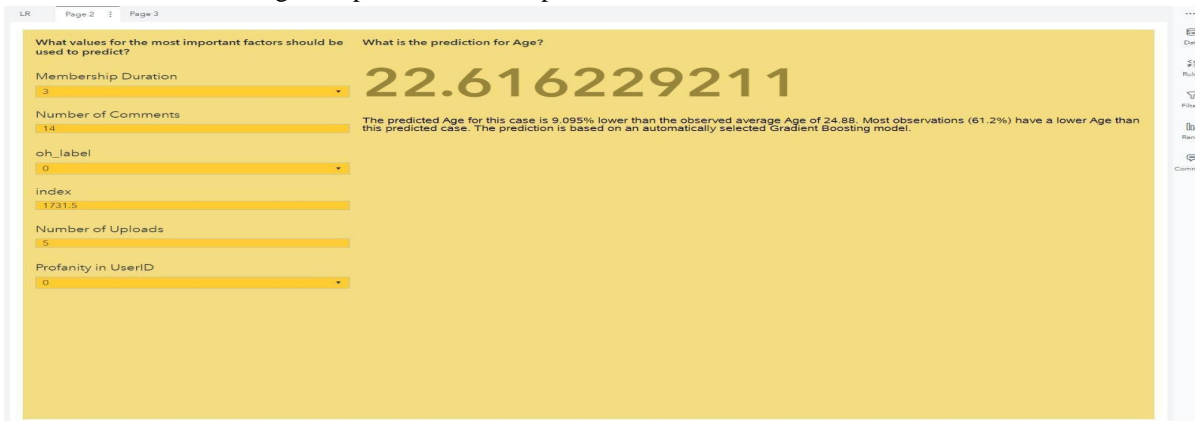 LR Page 2 Page 3
What values for the most important factors should be
used to predict?
Membership Duration
3
Number of Comments
14
oh_label
0
index
1731.5
Number of Uploads
5
Profanity in UserID
0
What is the prediction for Age?
22.616229211
The predicted Age for this case is 9.095% lower than the observed average Age of 24.88. Most observations (61.2%) have a lower Age than
this predicted case. The prediction is based on an automatically selected Gradient Boosting model.